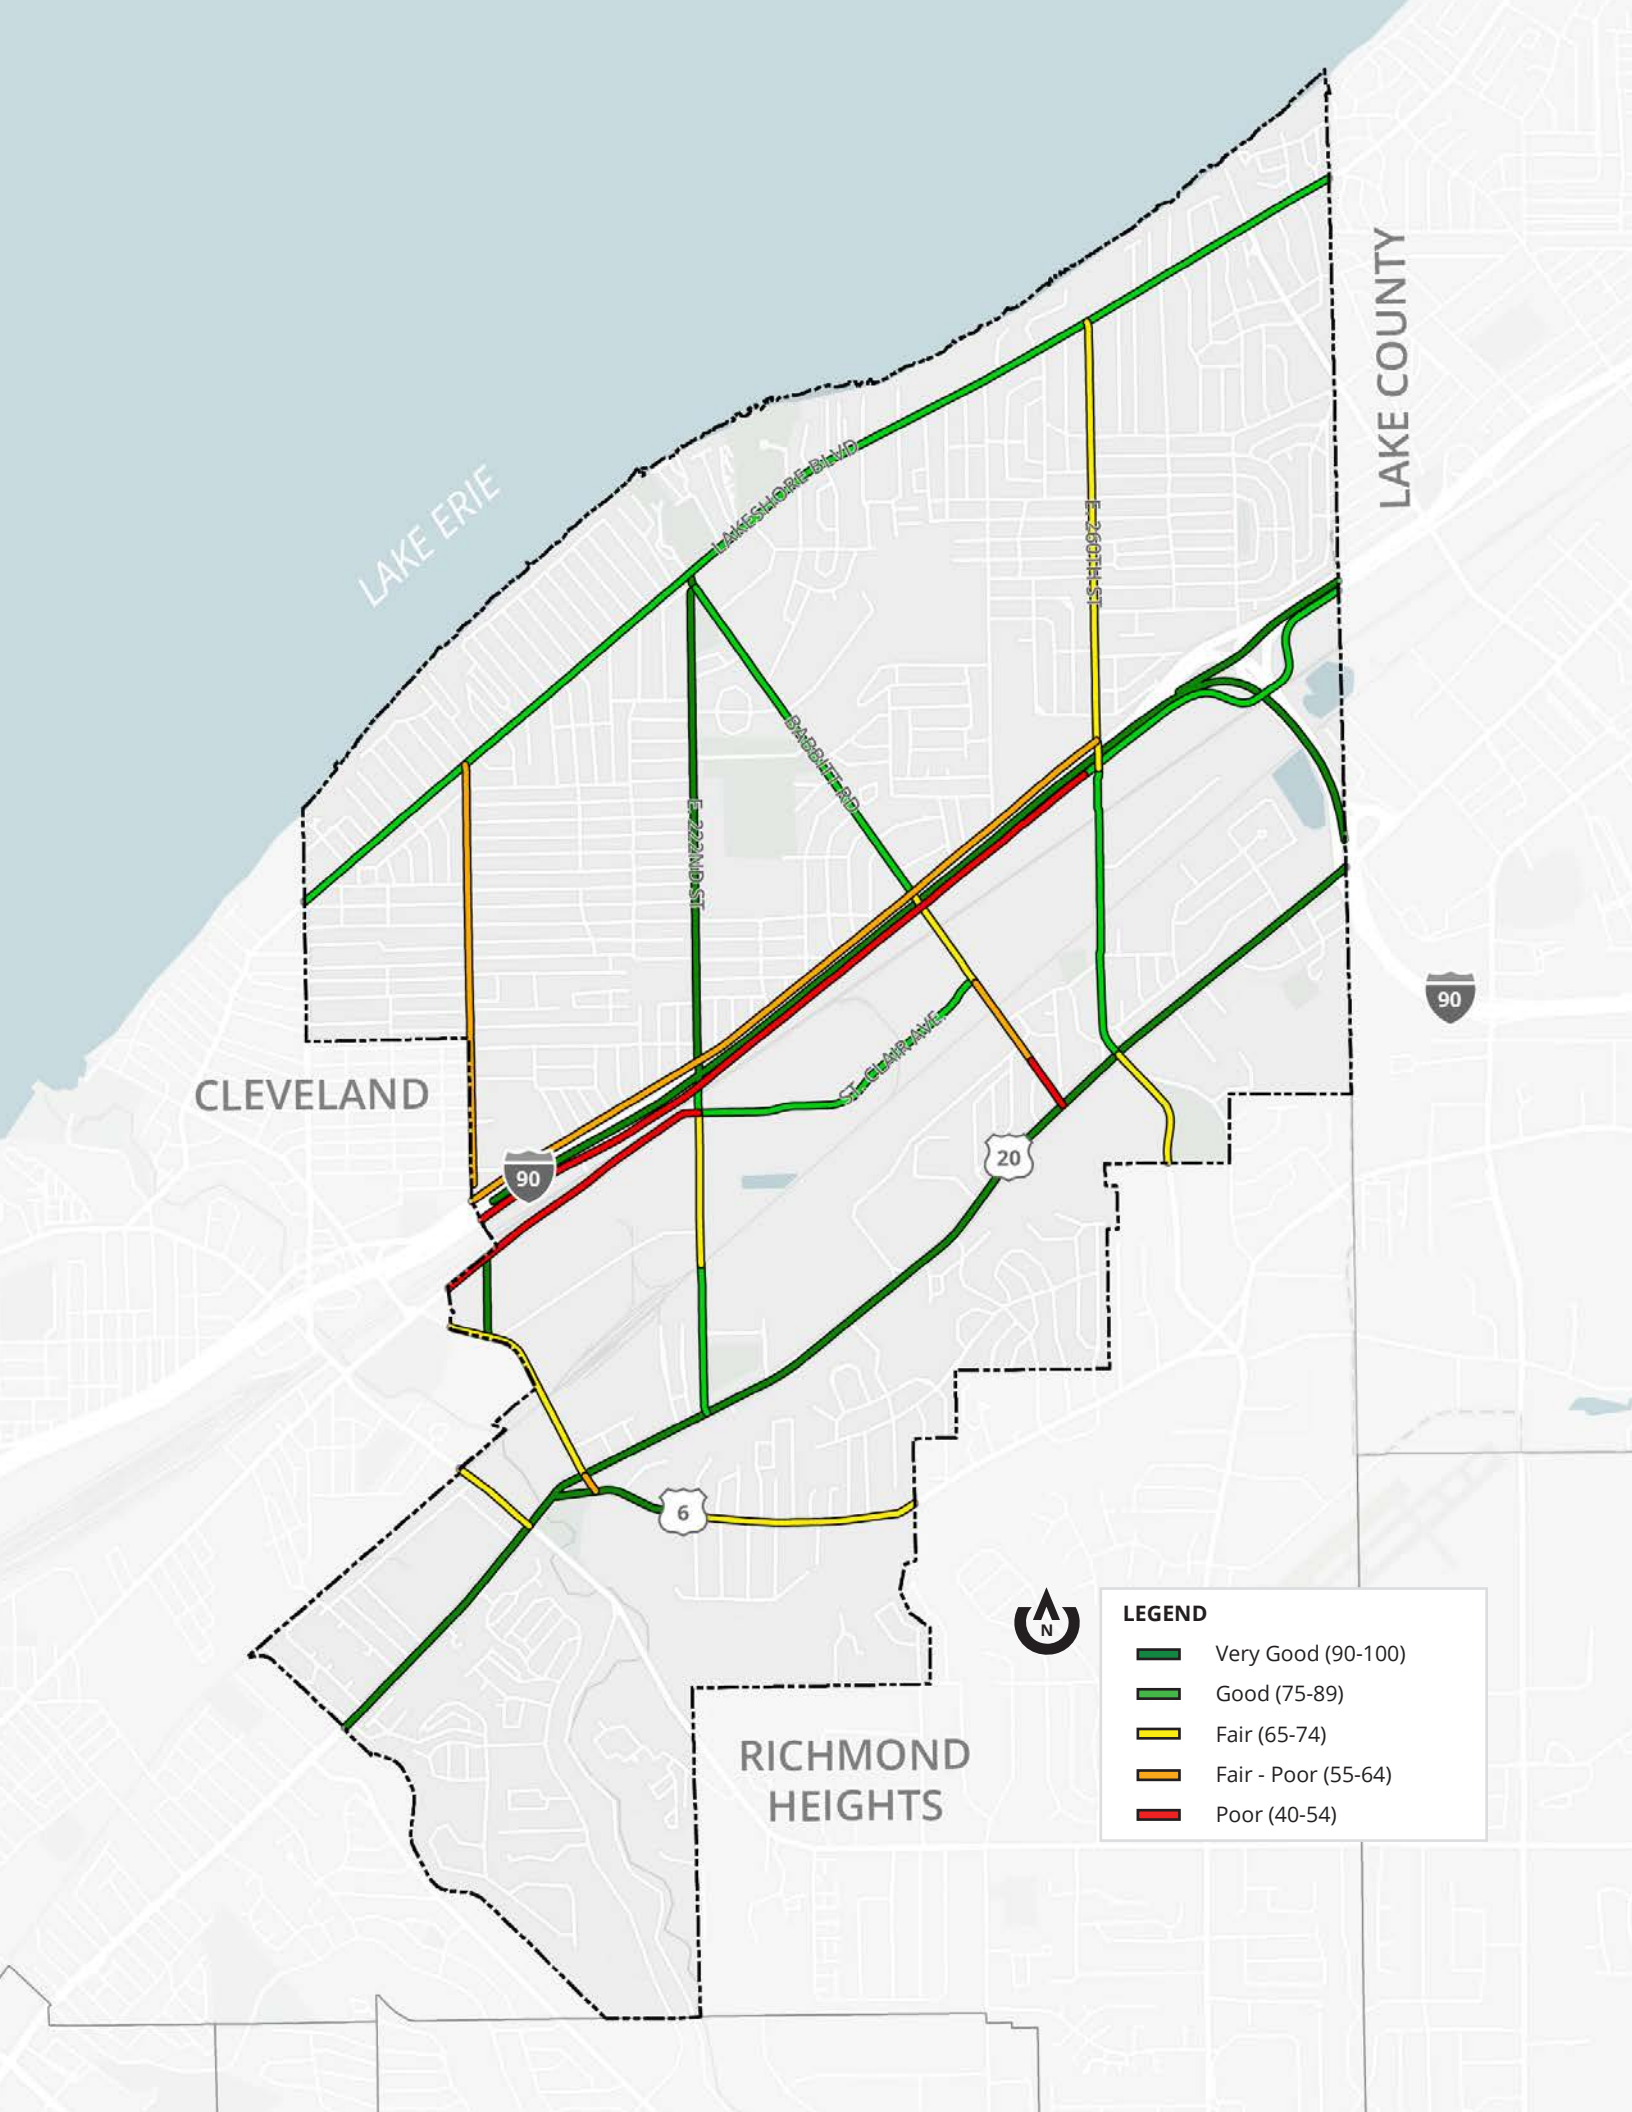 LAKE COUNTY
LAKESHORE BLVD
LAKE ERIE
E. 260TH ST
BABBITT RD
E. 222ND ST
90
ST. CLAIR AVE.
CLEVELAND
20
90
6
N
LEGEND
Very Good (90-100)
Good (75-89)
Fair (65-74)
Fair - Poor (55-64)
Poor (40-54)
RICHMOND
HEIGHTS